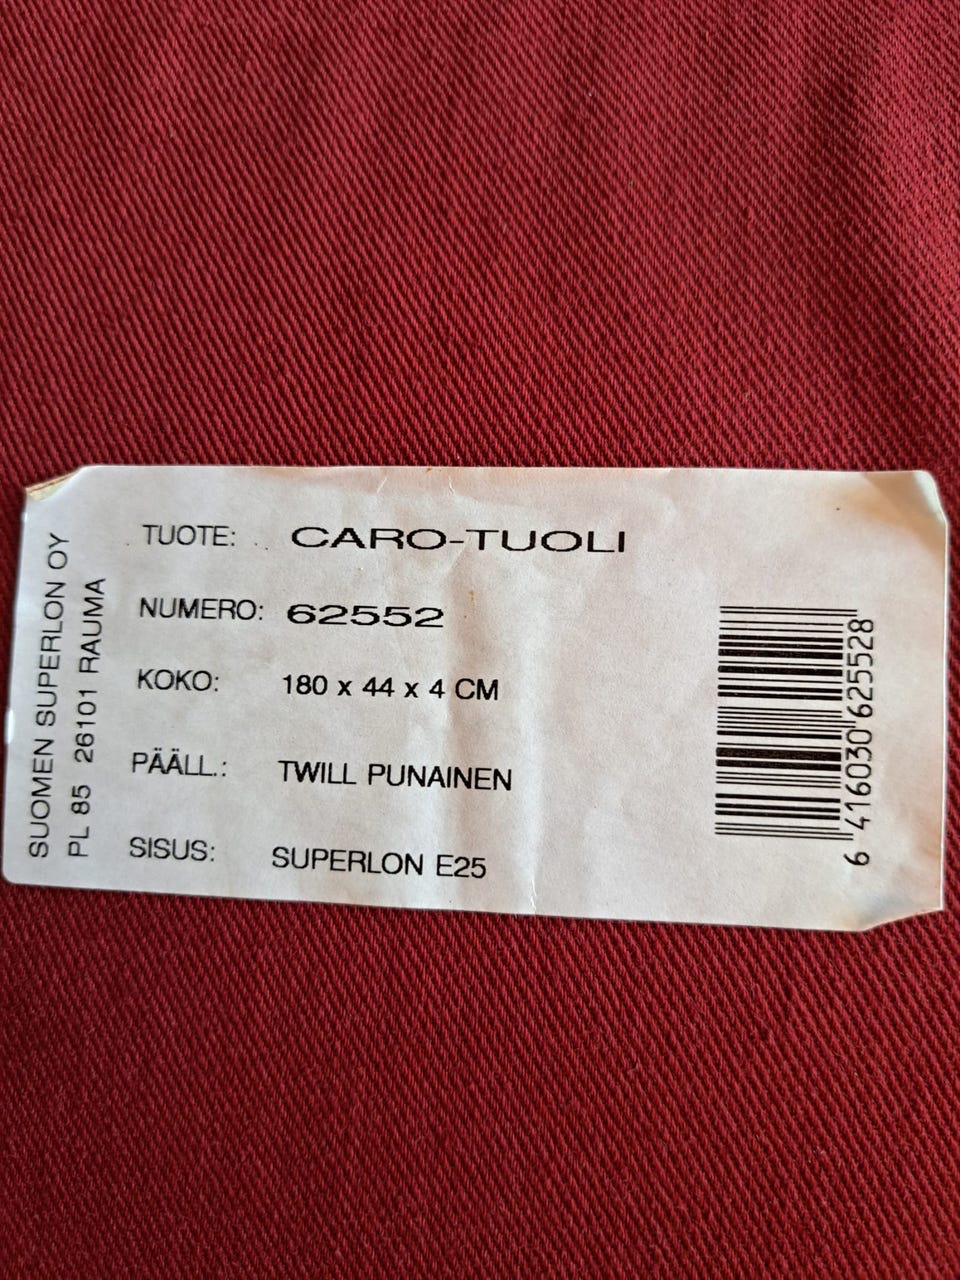 SUOMEN SUPERLON OY
PL 85 26101 RAUMA
TUOTE: CARO-TUOLI
NUMERO: 62552
KOKO: 180 x 44 x 4 CM
PÄÄLL.: TWILL PUNAINEN
SISUS: SUPERLON E25
6 416030 625528